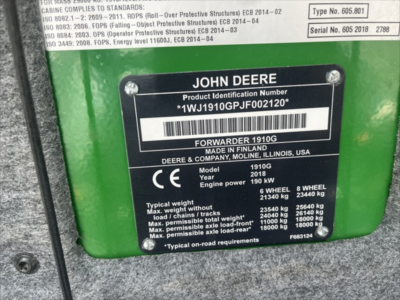 CABINE COMPLIES TO STANDARDS:
ISO 8082.1-2; 2009-2011. ROPS (Roll-Over Protective Structures) ECB 2014-02
ISO 8083; 2006. FOPS (Falling-Object Protective Structures) ECB 2014-04
ISO 8084; 2003. OPS (Operator Protective Structures) ECB 2014-03
ISO 3449: 2008. FOPS, Energy level 11608J, ECB 2014-04
Type No. 605.801
Serial No. 605 2018 2788
JOHN DEERE
Product Identification Number
*1WJ1910GPJF002120*
FORWARDER 1910G
MADE IN FINLAND
DEERE & COMPANY, MOLINE, ILLINOIS, USA
CE
Model 1910G
Year 2018
Engine power 190 kW
6 WHEEL 8 WHEEL
Typical weight 21340 kg 23440 kg
Max. weight without
load / chains / tracks 23540 kg 25640 kg
Max. permissible total weight* 24040 kg 26140 kg
Max. permissible axle load-front* 11000 kg 18000 kg
Max. permissible axle load-rear* 18000 kg 18000 kg
*Typical on-road requirements
F683124